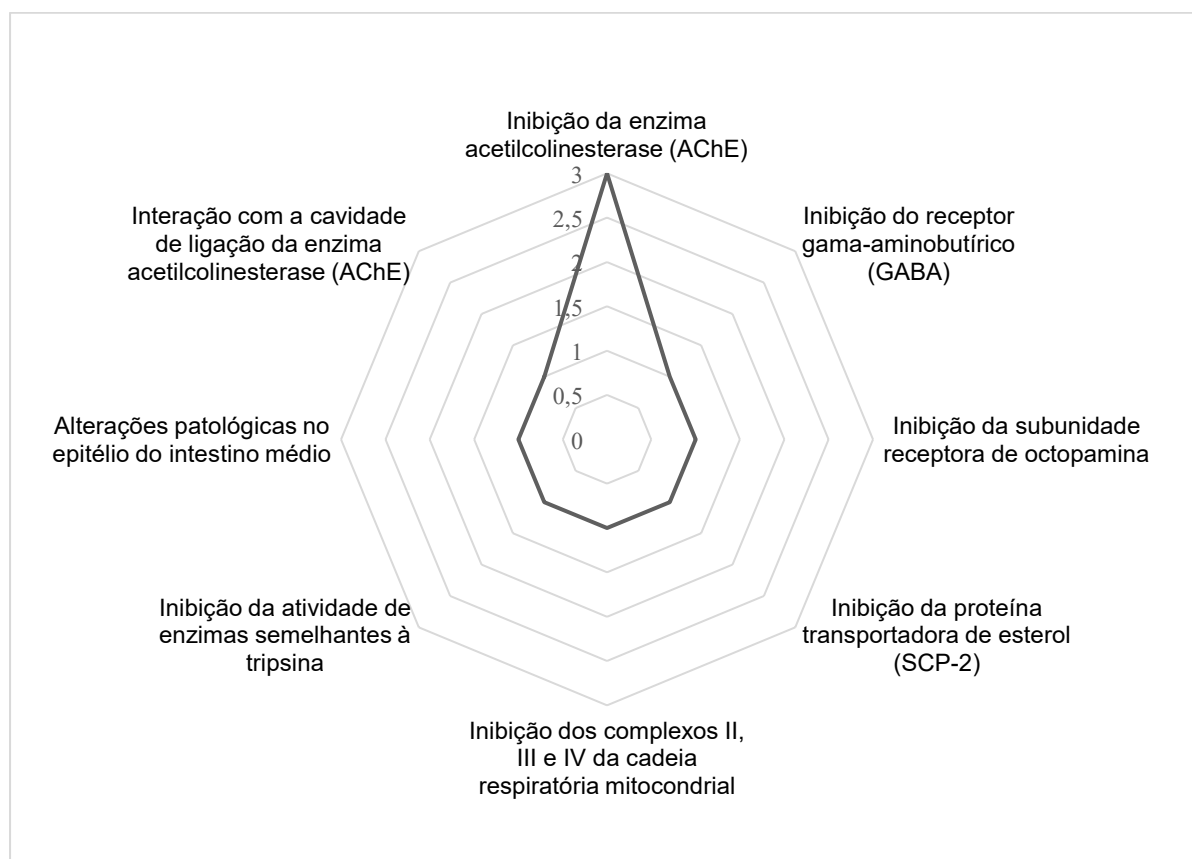 Inibição da enzima
acetilcolinesterase (AChE)
3
2,5
2
1,5
1
0,5
0
Inibição do receptor
gama-aminobutírico
(GABA)
Inibição da subunidade
receptora de octopamina
Inibição da proteína
transportadora de esterol
(SCP-2)
Inibição dos complexos II,
III e IV da cadeia
respiratória mitocondrial
Inibição da atividade de
enzimas semelhantes à
tripsina
Alterações patológicas no
epitélio do intestino médio
Interação com a cavidade
de ligação da enzima
acetilcolinesterase (AChE)